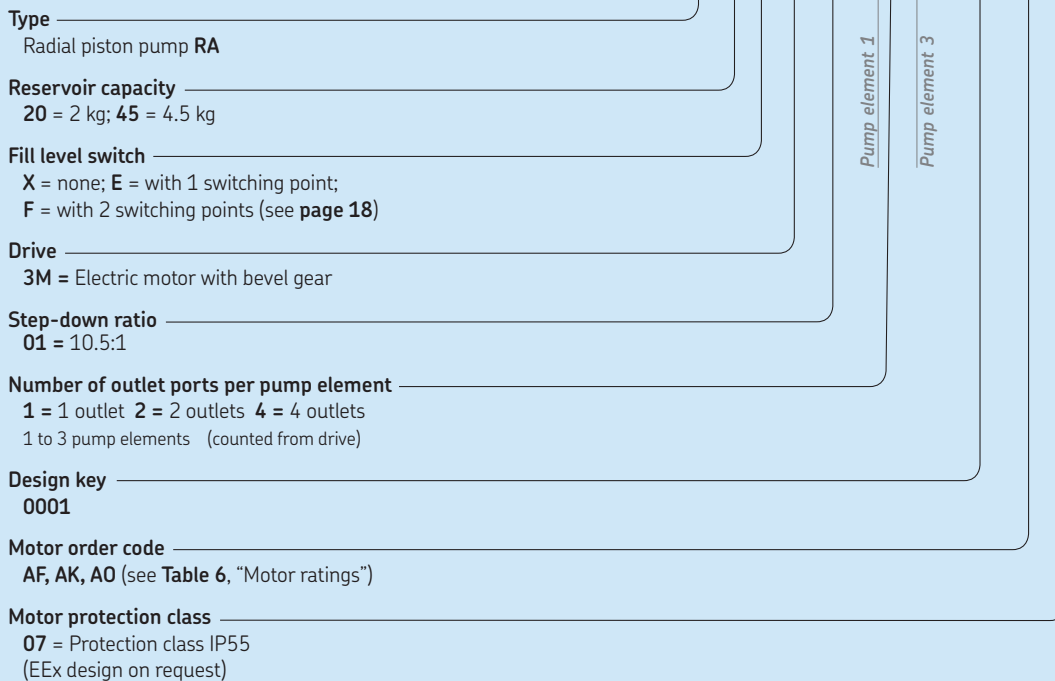 Type
Radial piston pump RA
Reservoir capacity
20 = 2 kg; 45 = 4.5 kg
Fill level switch
X = none; E = with 1 switching point;
F = with 2 switching points (see page 18)
Drive
3M = Electric motor with bevel gear
Step-down ratio
01 = 10.5:1
Number of outlet ports per pump element
1 = 1 outlet 2 = 2 outlets 4 = 4 outlets
1 to 3 pump elements (counted from drive)
Design key
0001
Motor order code
AF, AK, AO (see Table 6, “Motor ratings”)
Motor protection class
07 = Protection class IP55
(EEx design on request)
Pump element 1
Pump element 3